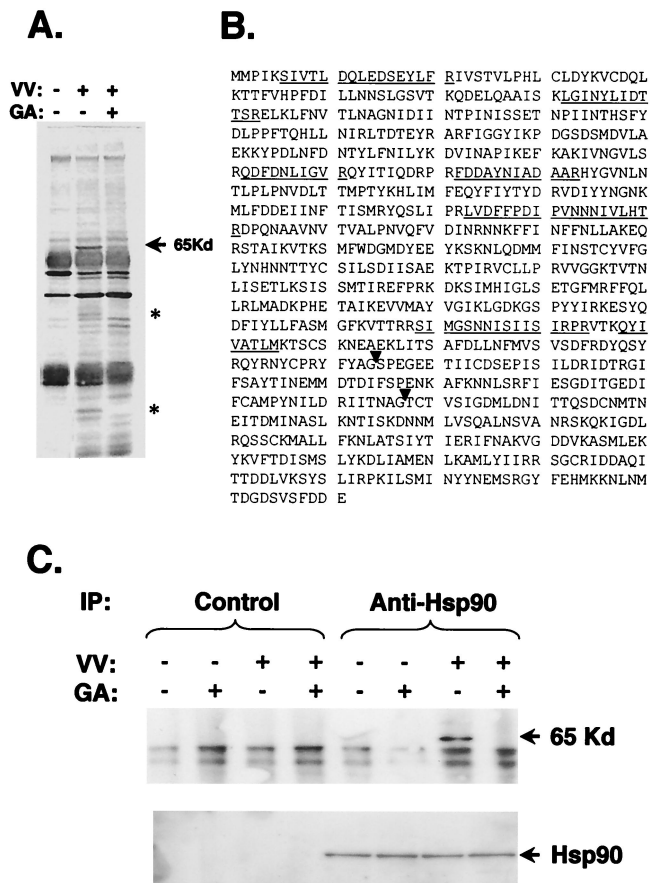 A.
VV: - + +
GA: - - +
65Kd
*
*
B.
MMPIKSIVTL DQLEDSEYLF RIVSTVLPHL CLDYKVCDQL
KTTFVHPFDI LLNNSLGSVT KQDELQAAIS KLGINYLIDT
TSRELKLFNV TLNAGNIDII NTPINISSET NPIINTHSFY
DLPPFTQHLL NIRLTDTEYR ARFIGGYIKP DGSDSMDVLA
EKKYPDLNFD NTYLFNILYK DVINAPIKEF KAKIVNGVLS
RQDFDNLIGV RQYITIQDRP RFDDAYNIAD AARHYGVNLN
TLPLPNVDLT TMPTYKHLIM FEQYFIYTYD RVDIYYNGNK
MLFDDEIINF TISMRYQSLI PRLVDFFPDI PVNNNIVLHT
RDPQNAAVNV TVALPNVQFV DINRNNKFFI NFFNLLAKEQ
RSTAIKVTKS MFWDGMDYEE YKSKNLQDMM FIINSTCYVFG
LYNHNNTTYC SILSDIISAE KTPIRVCLLP RVVGGKTVTN
LISETLKSIS SMTIREFPRK DKSIMHIGLS ETGFMRFFQL
LRLMADKPHE TAIKEVVMAY VGIKLGDKGS PYYIRKESYQ
DFIYLLFASM GFKVTTRRSI MGSNNISIIS IRPRVTKQYI
VATLMKTSCS KNEAEKLITS AFDLLNFMVS VSDFRDYQSY
RQYRNYCPRY FYAGSPEGEE TIICDSEPIS ILDRIDTRGI
FSAYTINEMM DTDIFSPENK AFKNNLSRFI ESGDITGEDI
FCAMPYNILD RIITNAGTCT VSIGDMLDNI TTQSDCNMTN
EITDMINASL KNTISKDNNM LVSQALNSVA NRSKQKIGDL
RQSSCKMALL FKNLATSIYT IERIFNAKVG DDVKASMLEK
YKVFTDISMS LYKDLIAMEN LKAMLYIIRR SGCRIDDAQI
TTDDLVKSYS LIRPKILSMI NYYNEMSRGY FEHMKKNLNM
TDGDSVSFDD E
C.
IP: Control Anti-Hsp90
VV: - - + + - - + +
GA: - + - + - + - +
65 Kd
Hsp90